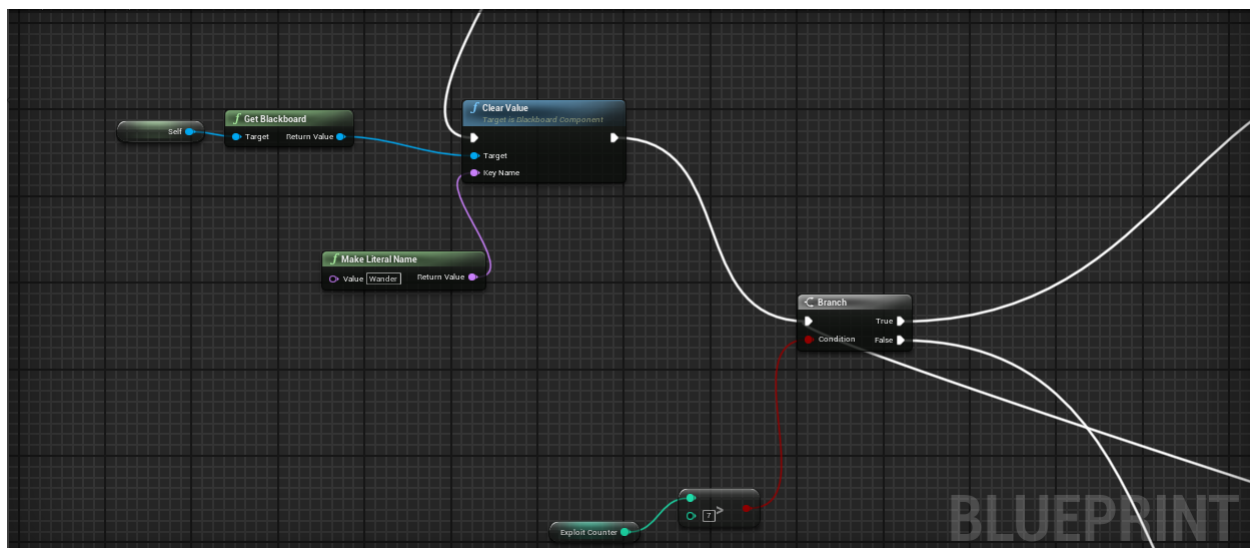 Self
Get Blackboard
Target
Return Value
Clear Value
Target is Blackboard Component
Target
Key Name
Make Literal Name
Value Wander
Return Value
Branch
True
Condition
False
Exploit Counter
7 >
BLUEPRINT